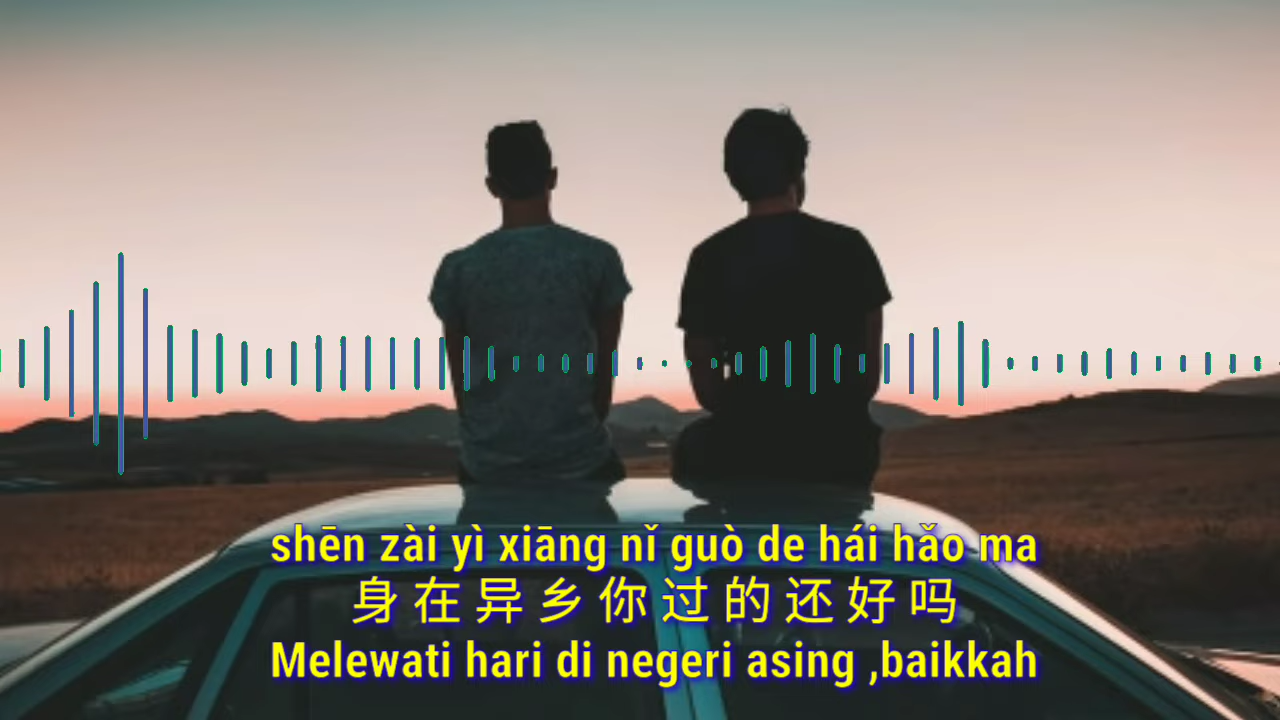 shēn zài yì xiāng nǐ guò de hái hǎo ma
身在异乡你过的还好吗
Melewati hari di negeri asing ,baikkah